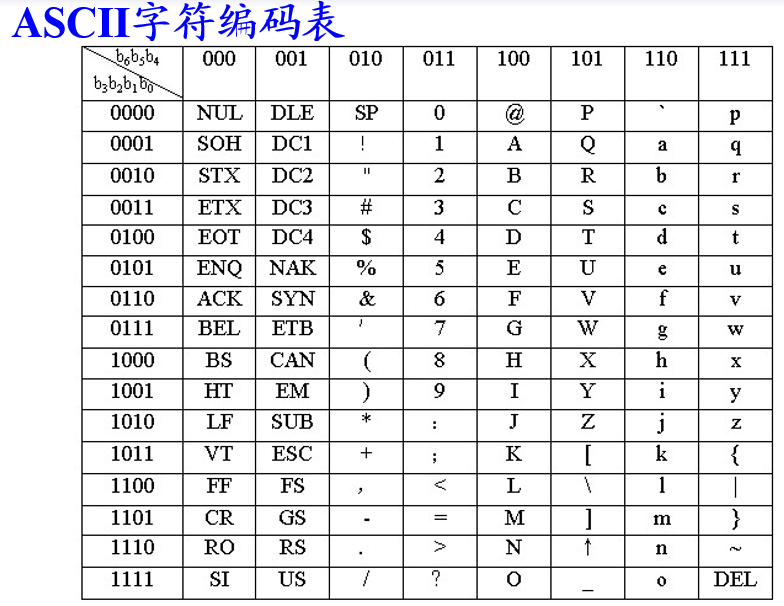 ASCII字符编码表
b₆b₅b₄ 000 001 010 011 100 101 110 111
b₃b₂b₁b₀
0000 NUL DLE SP 0 @ P ` p
0001 SOH DC1 ! 1 A Q a q
0010 STX DC2 " 2 B R b r
0011 ETX DC3 # 3 C S c s
0100 EOT DC4 $ 4 D T d t
0101 ENQ NAK % 5 E U e u
0110 ACK SYN & 6 F V f v
0111 BEL ETB ′ 7 G W g w
1000 BS CAN ( 8 H X h x
1001 HT EM ) 9 I Y i y
1010 LF SUB * : J Z j z
1011 VT ESC + ; K [ k {
1100 FF FS , < L \ l |
1101 CR GS - = M ] m }
1110 RO RS . > N ↑ n ~
1111 SI US / ? O _ o DEL